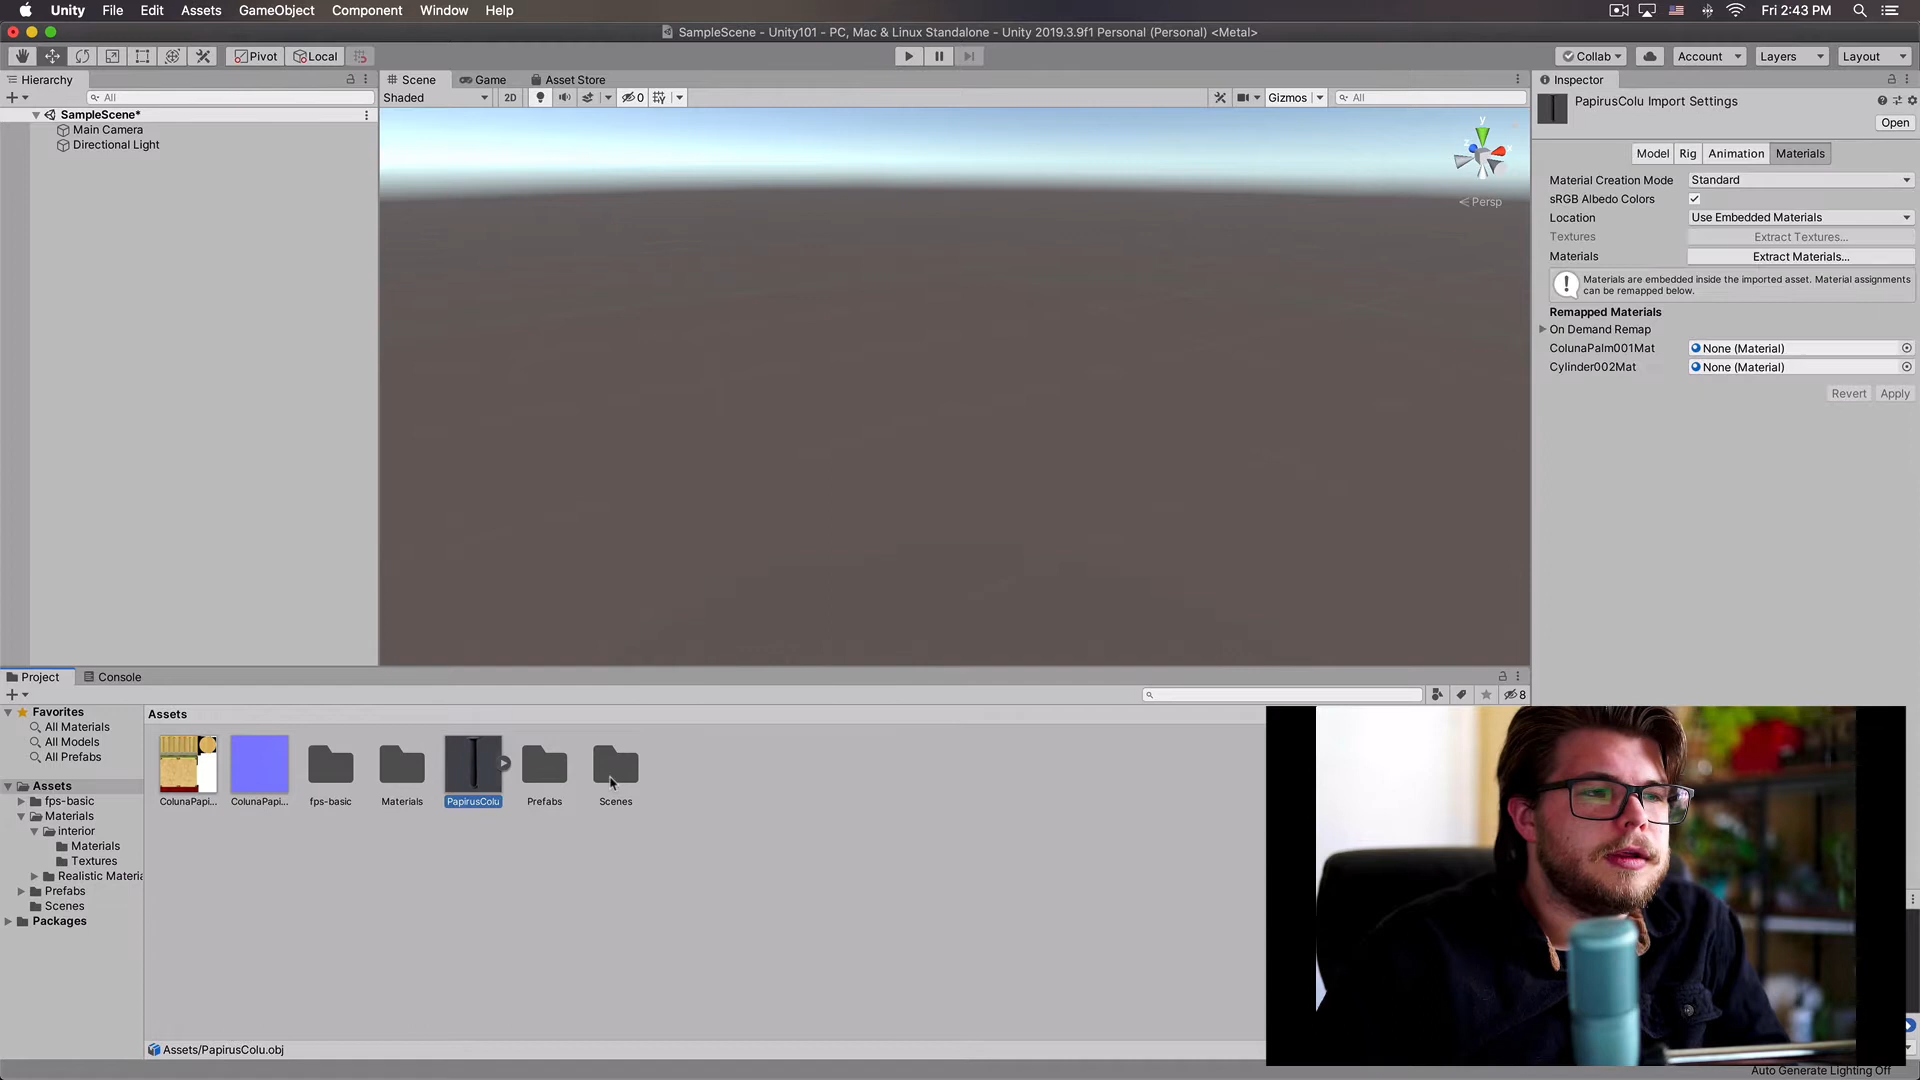 Unity File Edit Assets GameObject Component Window Help Fri 2:43 PM
SampleScene - Unity101 - PC, Mac & Linux Standalone - Unity 2019.3.9f1 Personal (Personal) <Metal>
Pivot Local Collab Account Layers Layout
Hierarchy Scene Game Asset Store Inspector
All Shaded 2D 0 Gizmos All
PapirusColu Import Settings
Open
SampleScene*
Main Camera
Directional Light
y
Persp
Model Rig Animation Materials
Material Creation Mode Standard
sRGB Albedo Colors
Location Use Embedded Materials
Textures Extract Textures...
Materials Extract Materials...
Materials are embedded inside the imported asset. Material assignments
can be remapped below.
Remapped Materials
On Demand Remap
ColunaPalm001Mat None (Material)
Cylinder002Mat None (Material)
Revert Apply
Project Console
8
Favorites
All Materials
All Models
All Prefabs
Assets
fps-basic
Materials
interior
Materials
Textures
Realistic Materia
Prefabs
Scenes
Packages
Assets
ColunaPapi... ColunaPapi... fps-basic Materials PapirusColu Prefabs Scenes
Assets/PapirusColu.obj
Auto Generate Lighting Off